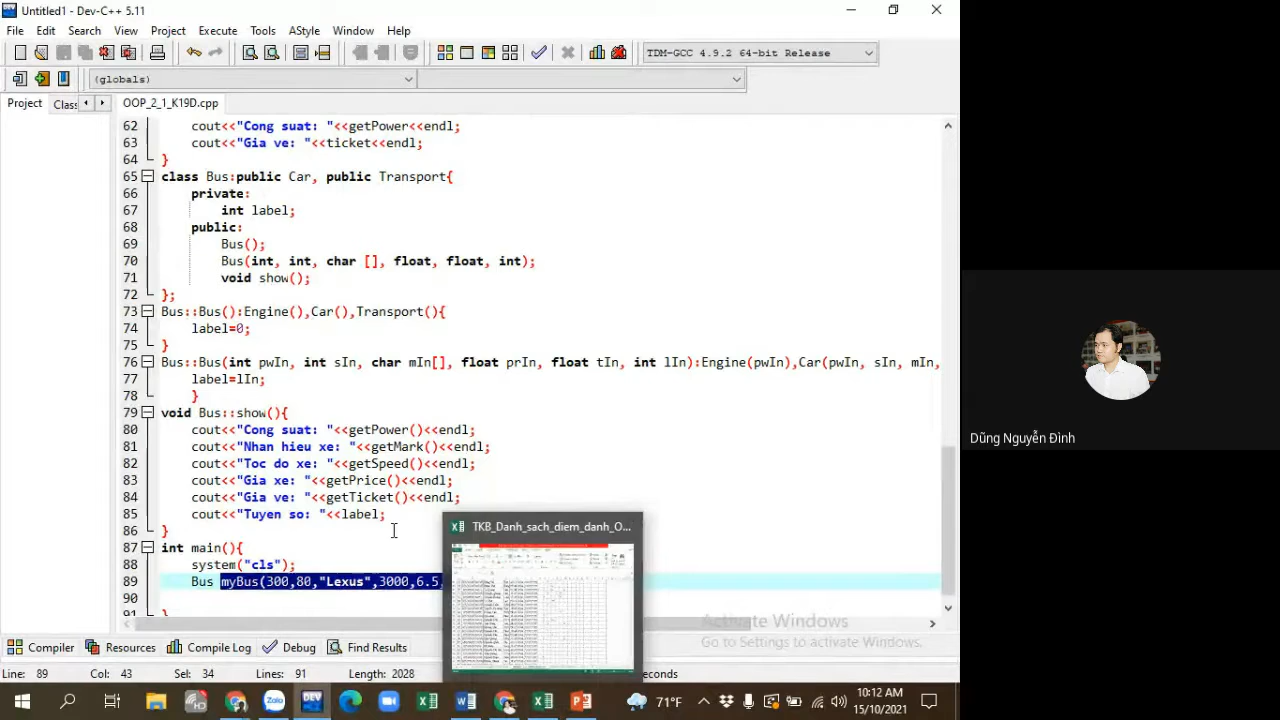 Untitled1 - Dev-C++ 5.11
File Edit Search View Project Execute Tools AStyle Window Help
TDM-GCC 4.9.2 64-bit Release
(globals)
Project Clas OOP_2_1_K19D.cpp
62 cout<<"Cong suat: "<<getPower<<endl;
63 cout<<"Gia ve: "<<ticket<<endl;
64 }
65 class Bus:public Car, public Transport{
66 private:
67 int label;
68 public:
69 Bus();
70 Bus(int, int, char [], float, float, int);
71 void show();
72 };
73 Bus::Bus():Engine(),Car(),Transport(){
74 label=0;
75 }
76 Bus::Bus(int pwIn, int sIn, char mIn[], float prIn, float tIn, int lIn):Engine(pwIn),Car(pwIn, sIn, mIn,
77 label=lIn;
78 }
79 void Bus::show(){
80 cout<<"Cong suat: "<<getPower()<<endl;
81 cout<<"Nhan hieu xe: "<<getMark()<<endl;
82 cout<<"Toc do xe: "<<getSpeed()<<endl;
83 cout<<"Gia xe: "<<getPrice()<<endl;
84 cout<<"Gia ve: "<<getTicket()<<endl;
85 cout<<"Tuyen so: "<<label;
86 }
87 int main(){
88 system("cls");
89 Bus myBus(300,80,"Lexus",3000,6.5,
90
91 }
TKB_Danh_sach_diem_danh_O...
Activate Windows
Go to Settings to activate Windows.
Compiler Resources Compile Log Debug Find Results
Line: 89 Col: 43 Sel: 34 Lines: 91 Length: 2028 seconds
DEV 71°F 10:12 AM
15/10/2021
Zalo
Dũng Nguyễn Đình